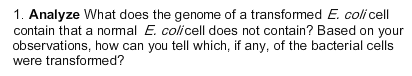 1. Analyze What does the genome of a transformed E. coli cell
contain that a normal E. coli cell does not contain? Based on your
observations, how can you tell which, if any, of the bacterial cells
were transformed?